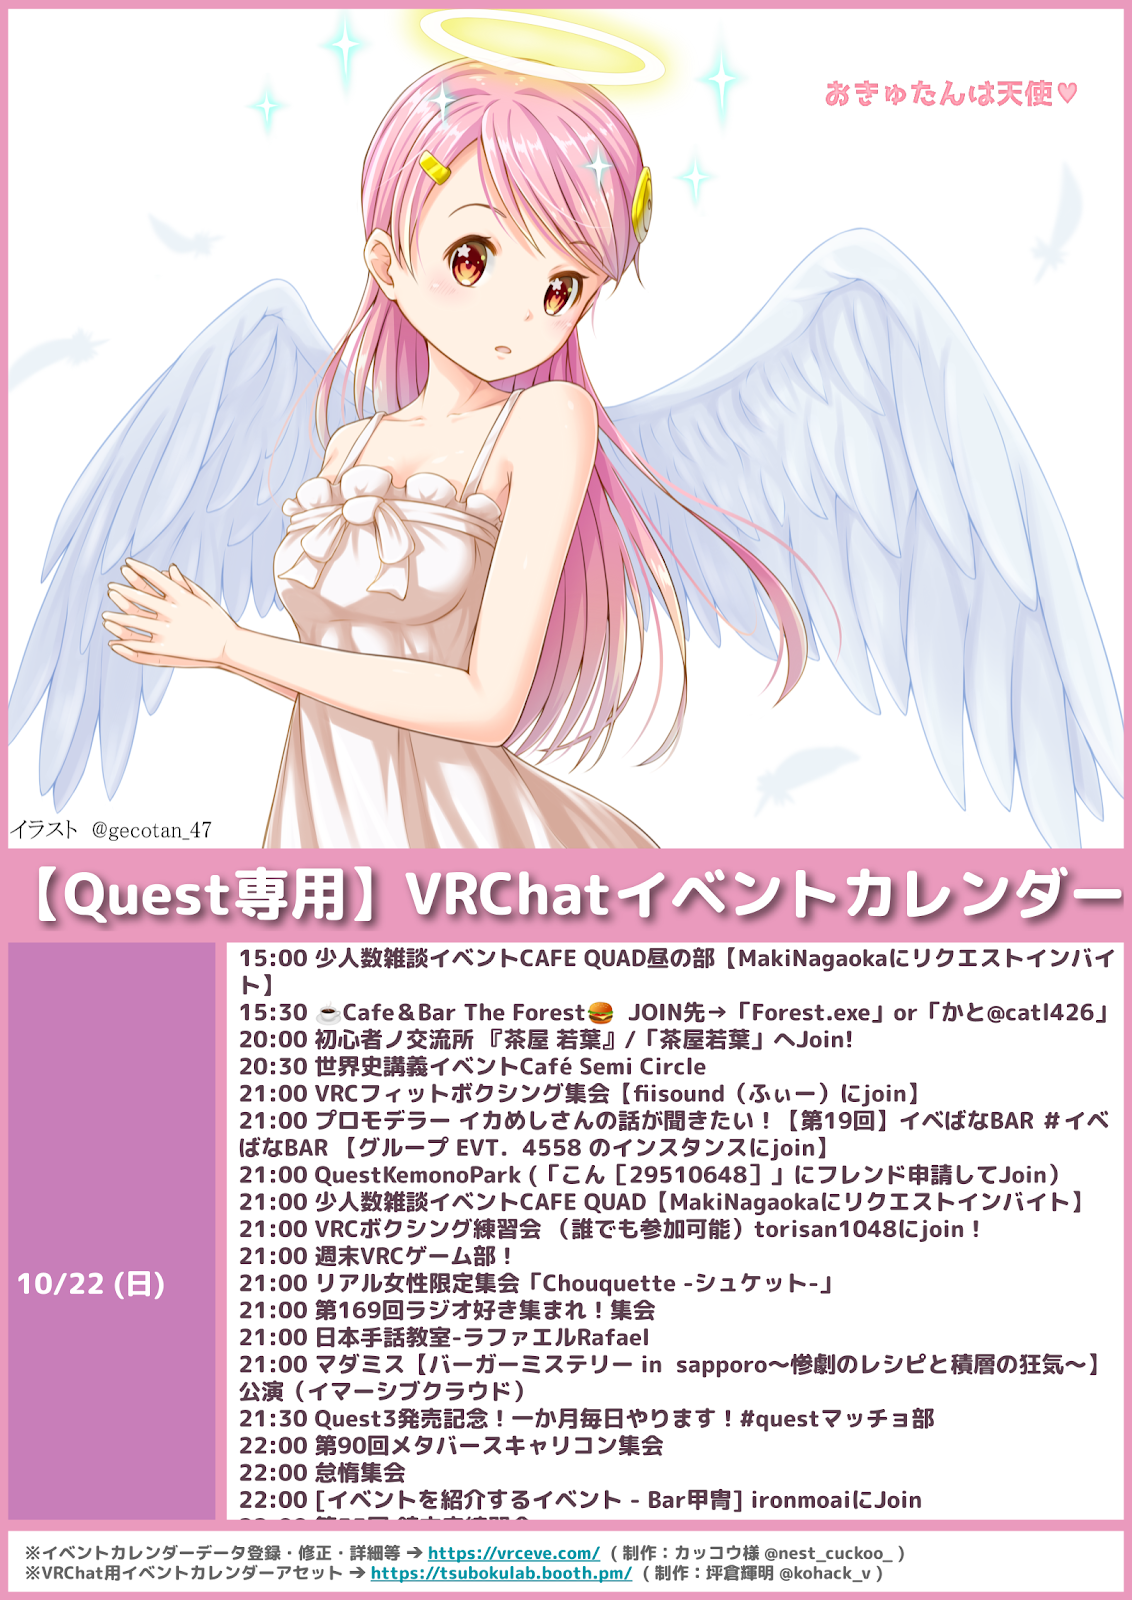 おきゅたんは天使♡
イラスト @gecotan_47
【Quest専用】VRChatイベントカレンダー
10/22 (日)
15:00 少人数雑談イベントCAFE QUAD昼の部【MakiNagaokaにリクエストインバイ
ト】
15:30 ☕Cafe＆Bar The Forest🍔 JOIN先→「Forest.exe」or「かと@catl426」
20:00 初心者ノ交流所 『茶屋 若葉』/「茶屋若葉」へJoin!
20:30 世界史講義イベントCafé Semi Circle
21:00 VRCフィットボクシング集会【fiisound（ふぃー）にjoin】
21:00 プロモデラー イカめしさんの話が聞きたい！【第19回】イベばなBAR ＃イベ
ばなBAR 【グループ EVT．4558 のインスタンスにjoin】
21:00 QuestKemonoPark (「こん［29510648］」にフレンド申請してJoin）
21:00 少人数雑談イベントCAFE QUAD【MakiNagaokaにリクエストインバイト】
21:00 VRCボクシング練習会 （誰でも参加可能）torisan1048にjoin！
21:00 週末VRCゲーム部！
21:00 リアル女性限定集会「Chouquette -シュケット-」
21:00 第169回ラジオ好き集まれ！集会
21:00 日本手話教室-ラファエルRafael
21:00 マダミス【バーガーミステリー in sapporo～惨劇のレシピと積層の狂気～】
公演（イマーシブクラウド）
21:30 Quest3発売記念！一か月毎日やります！#questマッチョ部
22:00 第90回メタバースキャリコン集会
22:00 怠惰集会
22:00 [イベントを紹介するイベント - Bar甲冑] ironmoaiにJoin
※イベントカレンダーデータ登録・修正・詳細等 ➔ https://vrceve.com/ ( 制作：カッコウ様 @nest_cuckoo_ )
※VRChat用イベントカレンダーアセット ➔ https://tsubokulab.booth.pm/ ( 制作：坪倉輝明 @kohack_v )